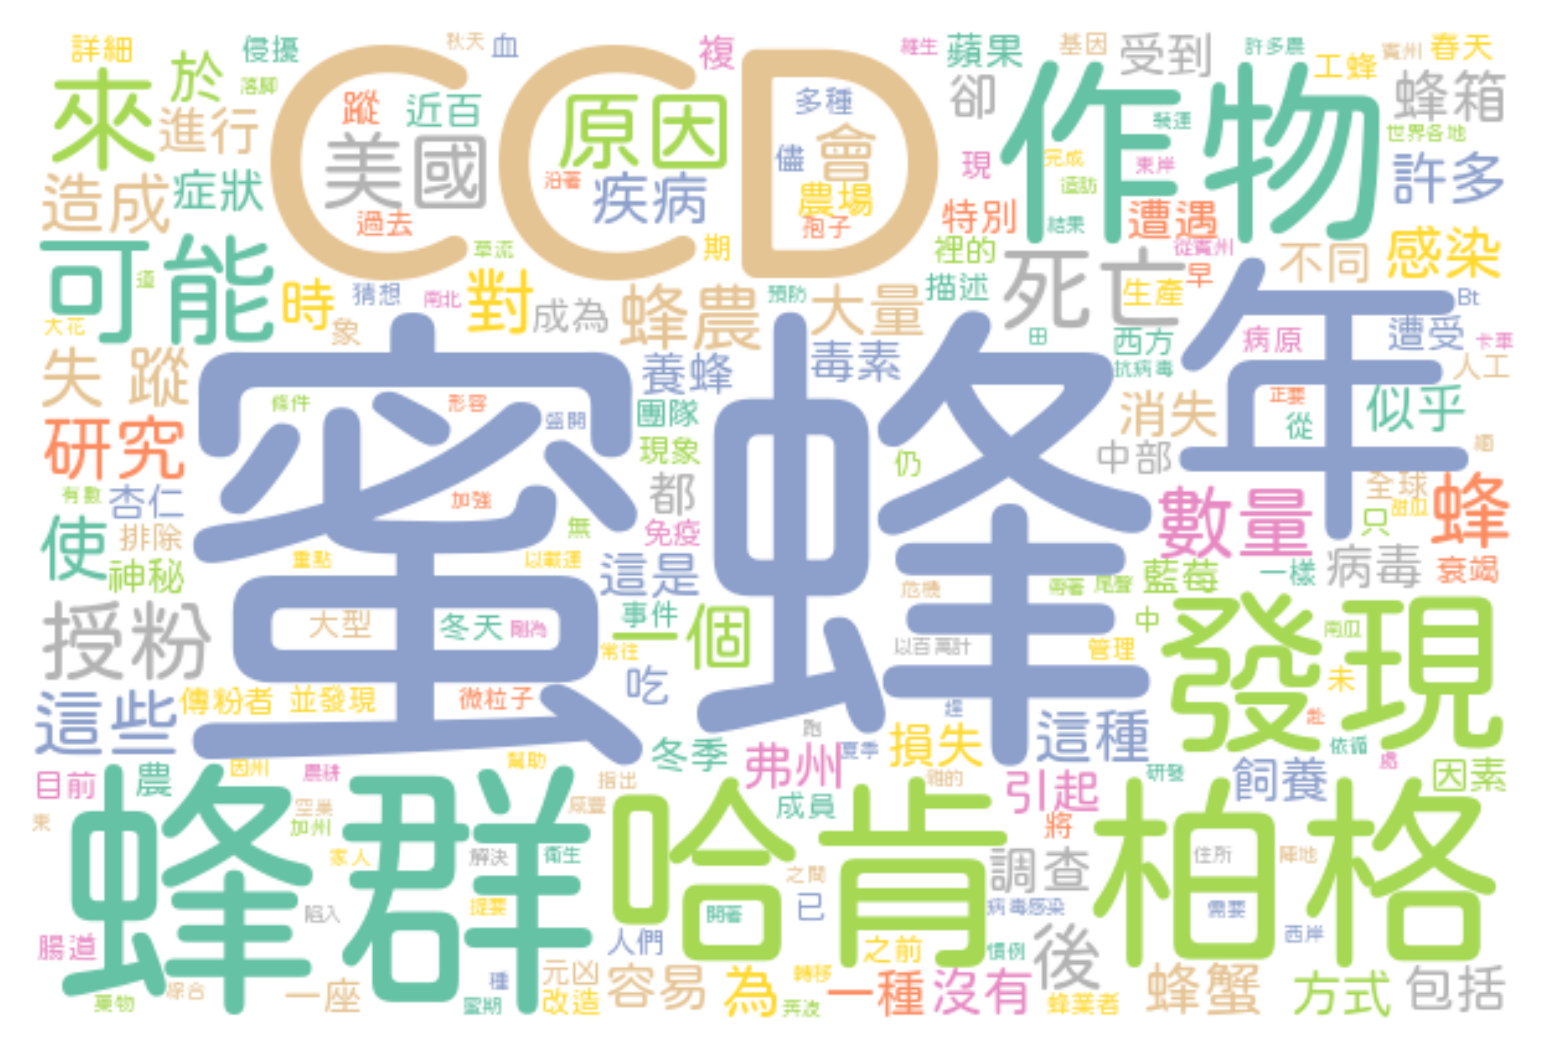 詳細
侵擾
秋天
血
複
維生
蘋果
基因
受到
許多農
工蜂
賓州
春天
於
落腳
來
CCD
蹤
近百
原因
多種
會
卻
作物
裝運
蜂箱
世界各地
進行
美國
儘
現
完成
東岸
許多
造成
症狀
沿著
疾病
農場
造訪
過去
孢子
特別
結果
遭遇
從賓州
可能
草流
期
裡的
死亡
早
不同
感染
時
猜想
南北
對
成為
蜂農
預防
大量
描述
生產
年
Bt
大花
象
田
西方
病原
遭受
卡車
失 蹤
蜜蜂
養蜂
毒素
抗病毒
人工
條件
形容
盛開
團隊
消失
正要
從
似乎
研究
現象
仍
中部
有數
杏仁
加強
都
數量
全球
甜瓜
蜂
使
排除
無
免疫
只
神秘
重點
以載運
這是
危機
帶著
尾聲
藍莓
一樣
病毒
衰竭
授粉
大型
冬天
剛為
事件
一個
以百萬計
管理
中
發現
南瓜
常往
吃
未
這些
傳粉者
並發現
微粒子
跑
這種
依循
冬季
弗州
夏季
損失
目前
農
因州
農耕
幫助
指出
引起
研發
飼養
處
因素
東
蜂群
空巢
加州
威豐
成員
將
哈肯柏格
家人
解決
衛生
之間
調查
住所
陣地
陷入
提要
開著
已
病毒感染
需要
腸道
人們
之前
慣例
後
西岸
藥物
綜合
一座
種
蜜期
元凶
改造
容易
為
轉移
弄波
一種
沒有
蜂業者
蜂蟹
方式
包括